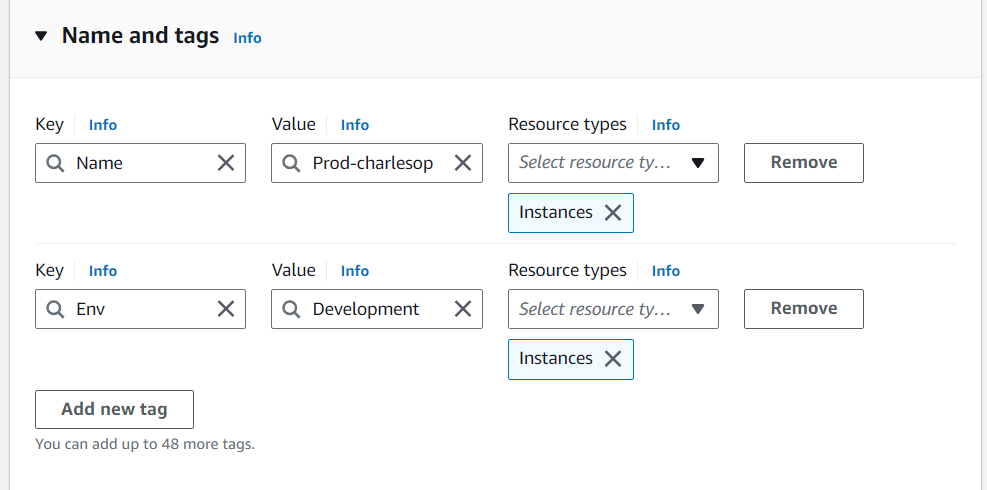 Name and tags Info
Key Info Value Info Resource types Info
Name Prod-charlesop Select resource ty… Remove
Instances
Key Info Value Info Resource types Info
Env Development Select resource ty… Remove
Instances
Add new tag
You can add up to 48 more tags.